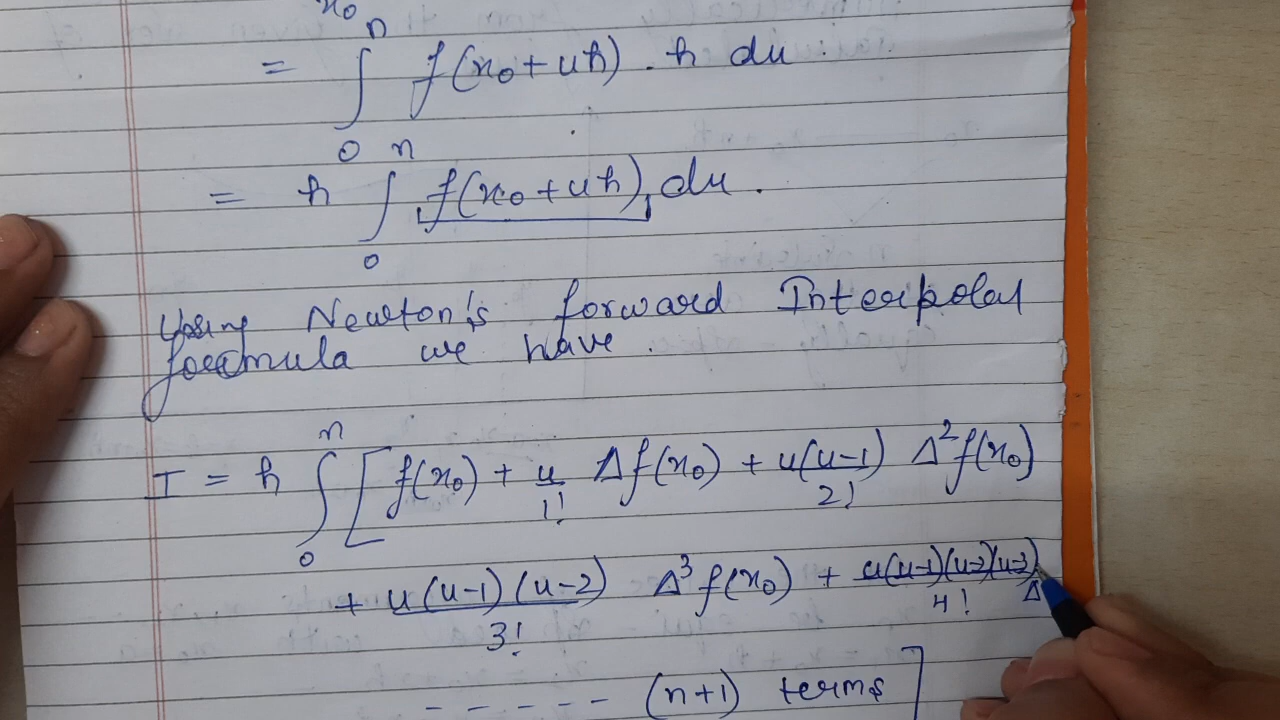 x₀
n
= ∫ f(x₀+uh) . h du .
0 n
= h ∫ f(x₀+uh) du .
0
Using Newton's forward Interpolat
formula we have .
n
I = h ∫ [ f(x₀) + u/1! Δf(x₀) + u(u-1)/2! Δ²f(x₀)
0
+ u(u-1)(u-2)/3! Δ³f(x₀) + u(u-1)(u-2)(u-3)/4! Δ
- - - - - (n+1) terms ]